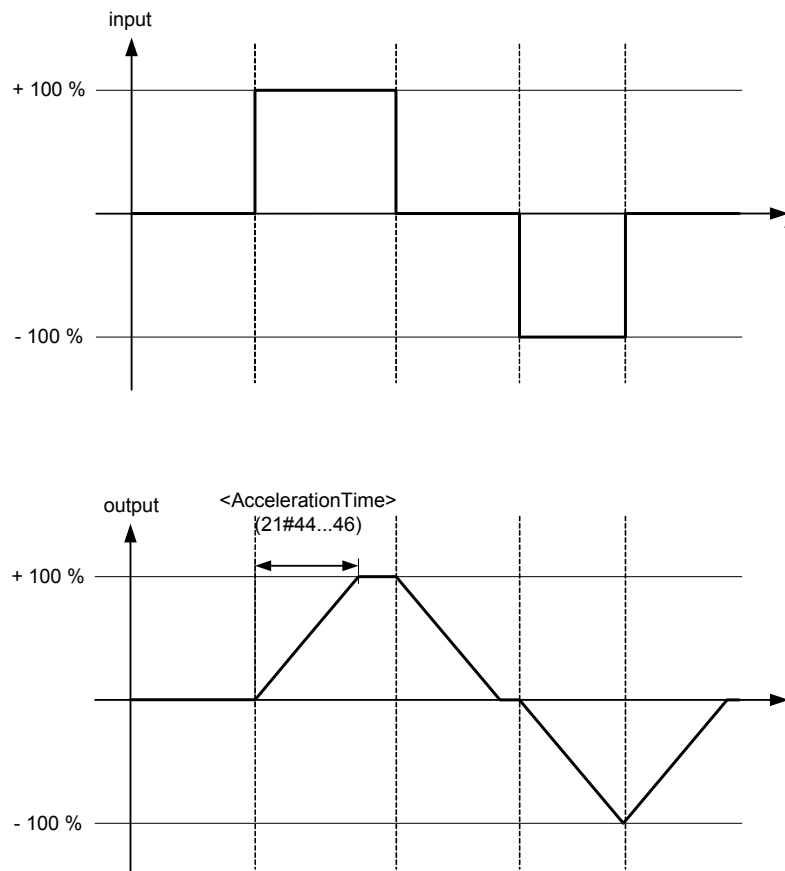 input
+ 100 %
- 100 %
output
<AccelerationTime>
(21#44...46)
+ 100 %
- 100 %